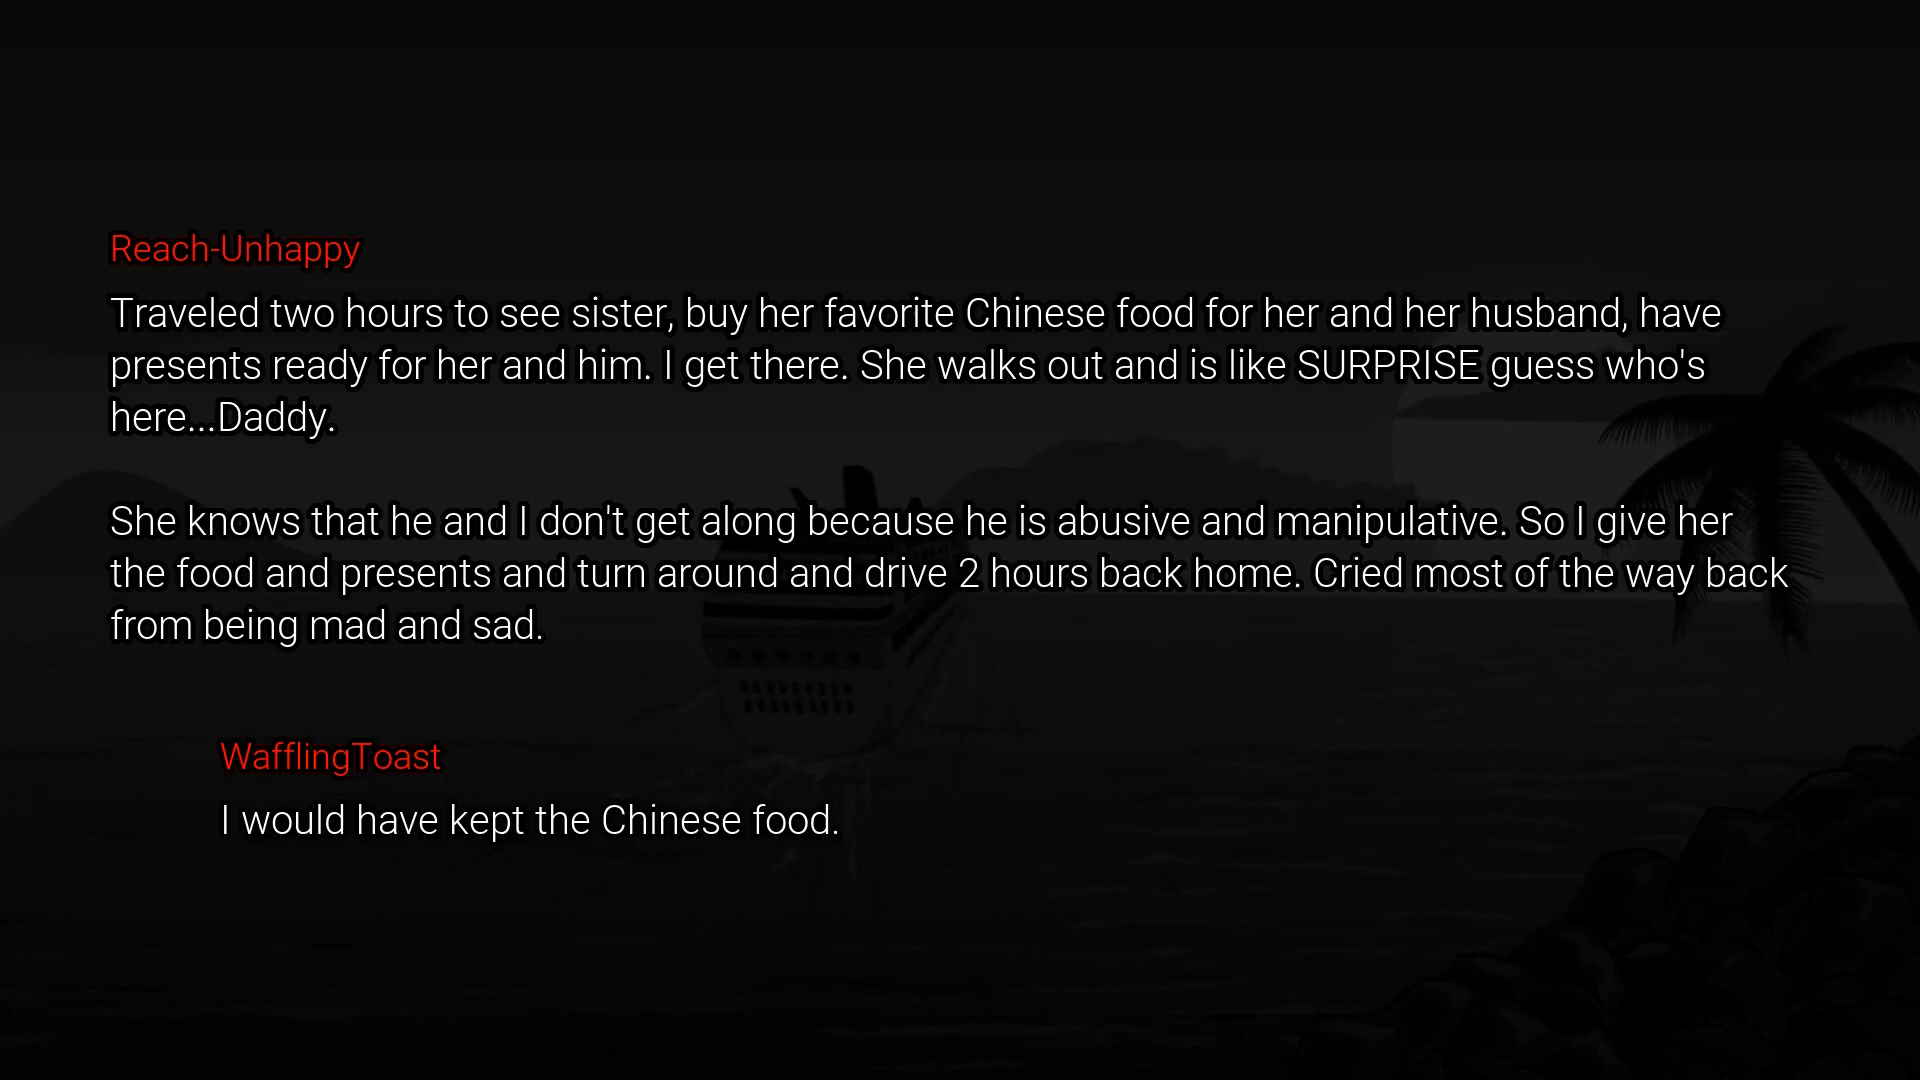 Reach-Unhappy
Traveled two hours to see sister, buy her favorite Chinese food for her and her husband, have
presents ready for her and him. I get there. She walks out and is like SURPRISE guess who's
here...Daddy.
She knows that he and I don't get along because he is abusive and manipulative. So I give her
the food and presents and turn around and drive 2 hours back home. Cried most of the way back
from being mad and sad.
WafflingToast
I would have kept the Chinese food.